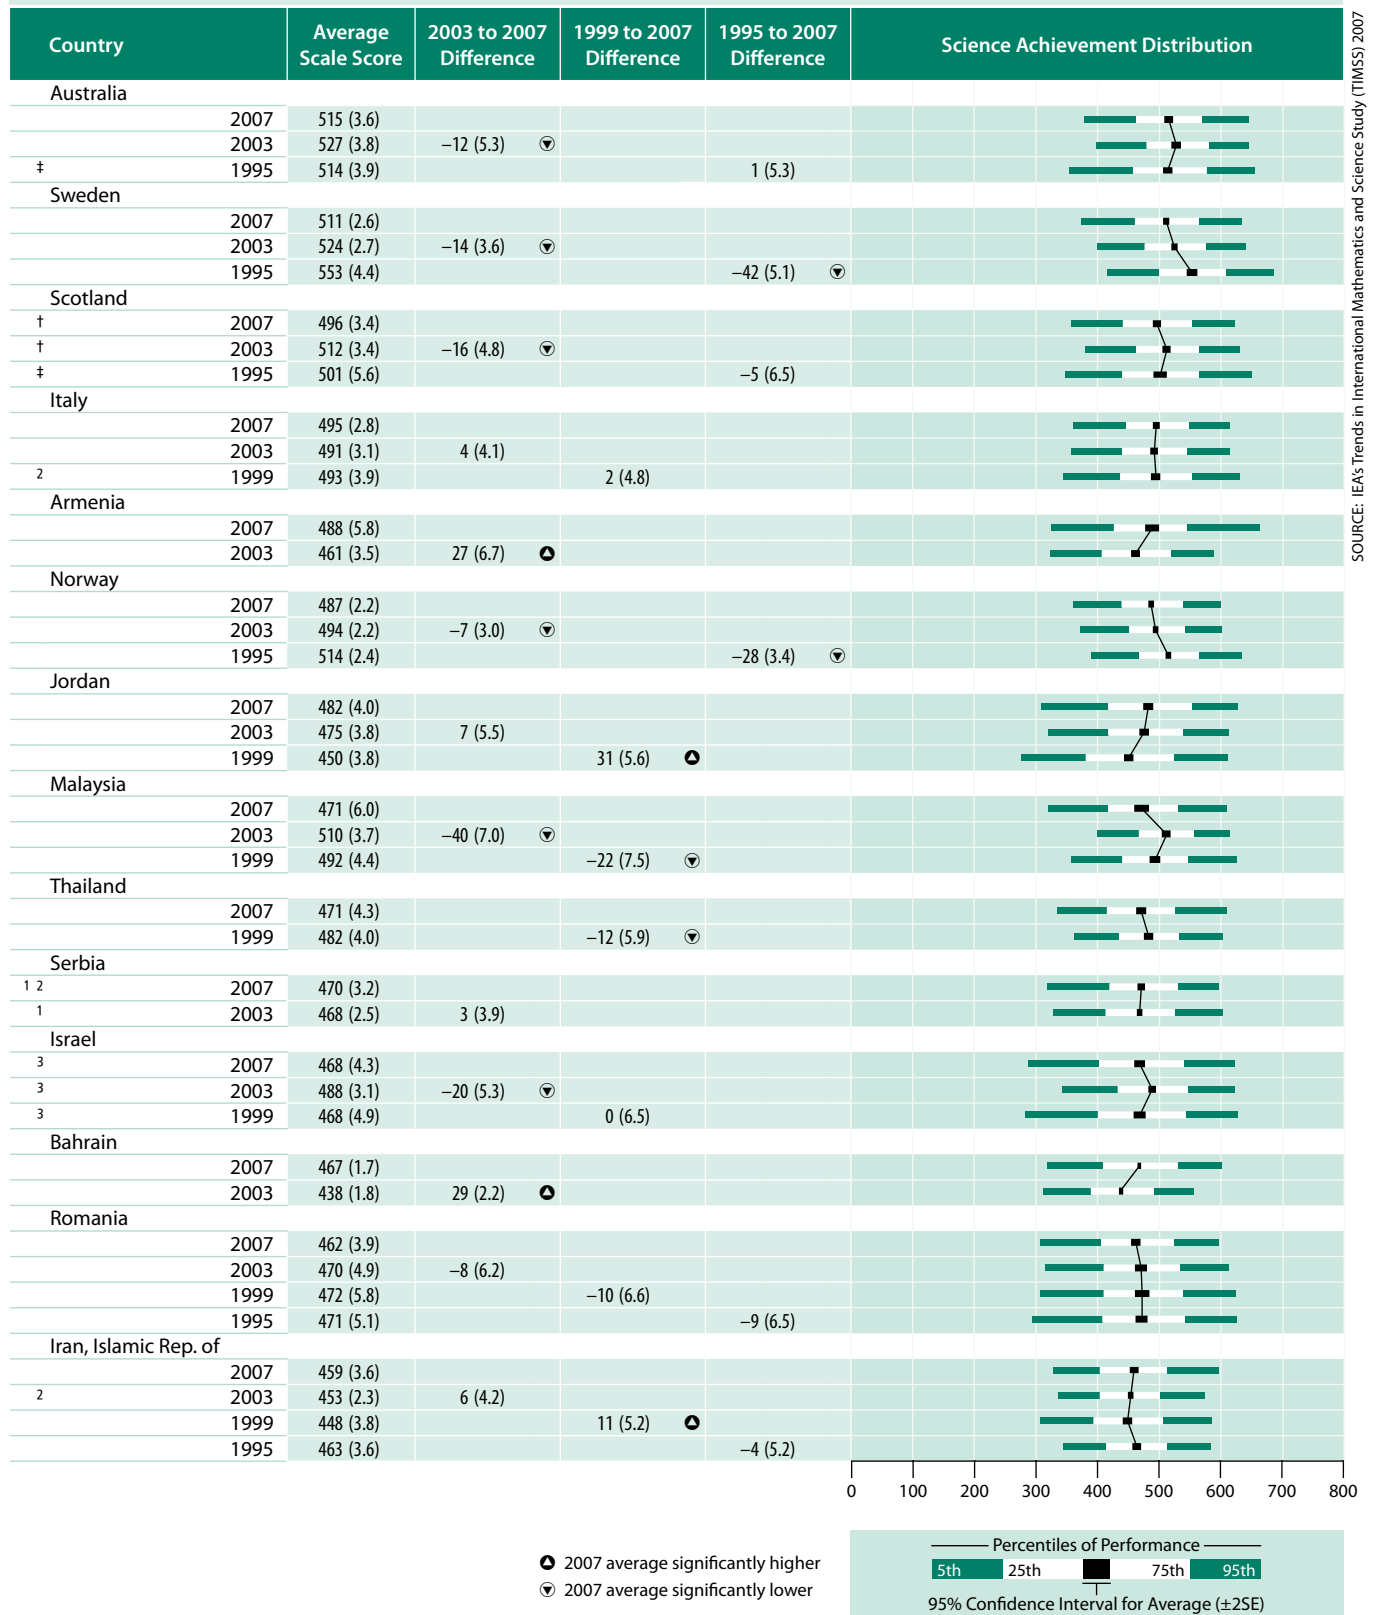 Country Average Scale Score 2003 to 2007 Difference 1999 to 2007 Difference 1995 to 2007 Difference Science Achievement Distribution
Australia
2007 515 (3.6)
2003 527 (3.8) −12 (5.3) ▼
‡ 1995 514 (3.9) 1 (5.3)
Sweden
2007 511 (2.6)
2003 524 (2.7) −14 (3.6) ▼
1995 553 (4.4) −42 (5.1) ▼
Scotland
† 2007 496 (3.4)
† 2003 512 (3.4) −16 (4.8) ▼
‡ 1995 501 (5.6) −5 (6.5)
Italy
2007 495 (2.8)
2003 491 (3.1) 4 (4.1)
2 1999 493 (3.9) 2 (4.8)
Armenia
2007 488 (5.8)
2003 461 (3.5) 27 (6.7) ▲
Norway
2007 487 (2.2)
2003 494 (2.2) −7 (3.0) ▼
1995 514 (2.4) −28 (3.4) ▼
Jordan
2007 482 (4.0)
2003 475 (3.8) 7 (5.5)
1999 450 (3.8) 31 (5.6) ▲
Malaysia
2007 471 (6.0)
2003 510 (3.7) −40 (7.0) ▼
1999 492 (4.4) −22 (7.5) ▼
Thailand
2007 471 (4.3)
1999 482 (4.0) −12 (5.9) ▼
Serbia
1 2 2007 470 (3.2)
1 2003 468 (2.5) 3 (3.9)
Israel
3 2007 468 (4.3)
3 2003 488 (3.1) −20 (5.3) ▼
3 1999 468 (4.9) 0 (6.5)
Bahrain
2007 467 (1.7)
2003 438 (1.8) 29 (2.2) ▲
Romania
2007 462 (3.9)
2003 470 (4.9) −8 (6.2)
1999 472 (5.8) −10 (6.6)
1995 471 (5.1) −9 (6.5)
Iran, Islamic Rep. of
2007 459 (3.6)
2 2003 453 (2.3) 6 (4.2)
1999 448 (3.8) 11 (5.2) ▲
1995 463 (3.6) −4 (5.2)
0 100 200 300 400 500 600 700 800
▲ 2007 average significantly higher
▼ 2007 average significantly lower
Percentiles of Performance
5th 25th 75th 95th
95% Confidence Interval for Average (±2SE)
SOURCE: IEA's Trends in International Mathematics and Science Study (TIMSS) 2007